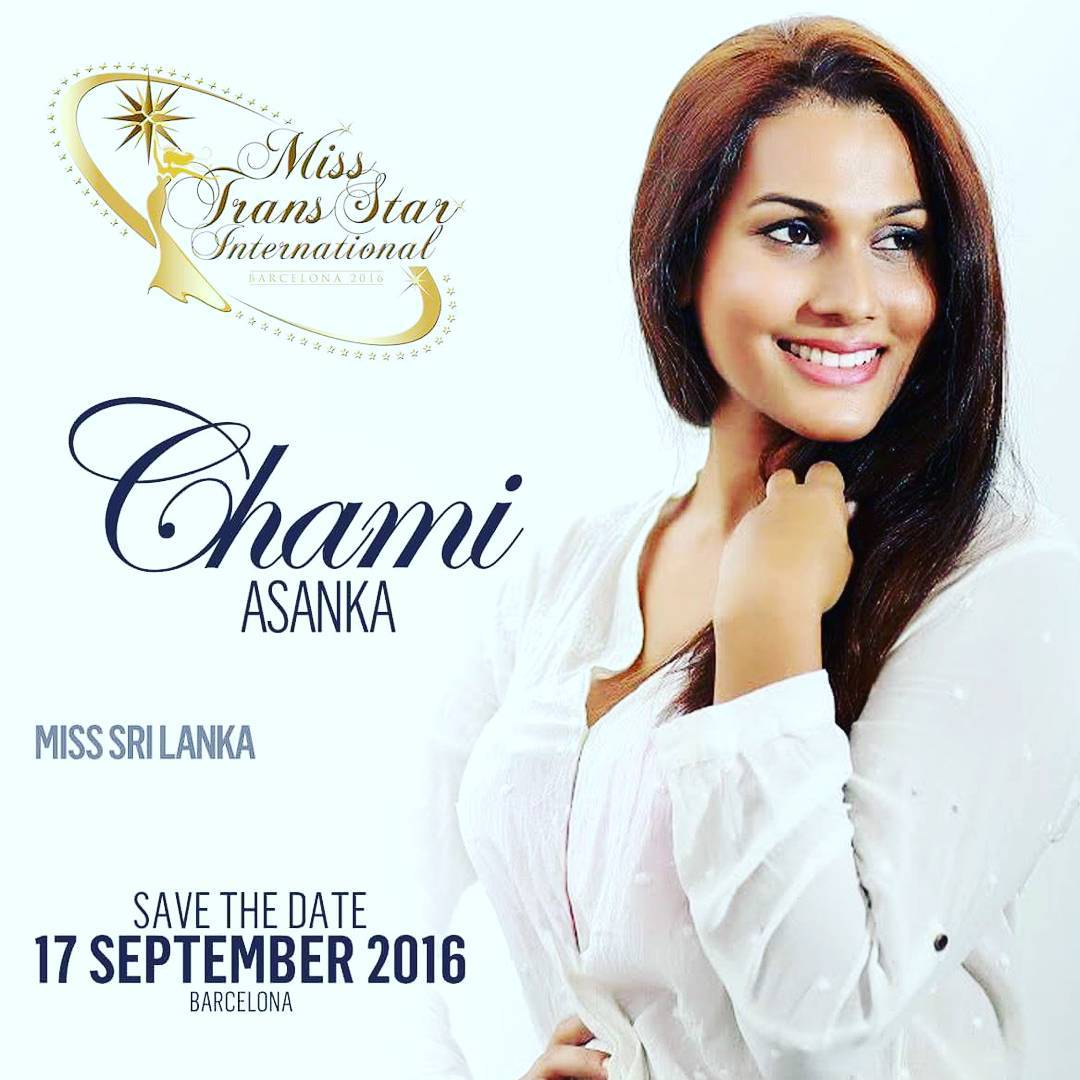 Miss
Trans Star
International
BARCELONA 2016
Chami
ASANKA
MISS SRI LANKA
SAVE THE DATE
17 SEPTEMBER 2016
BARCELONA